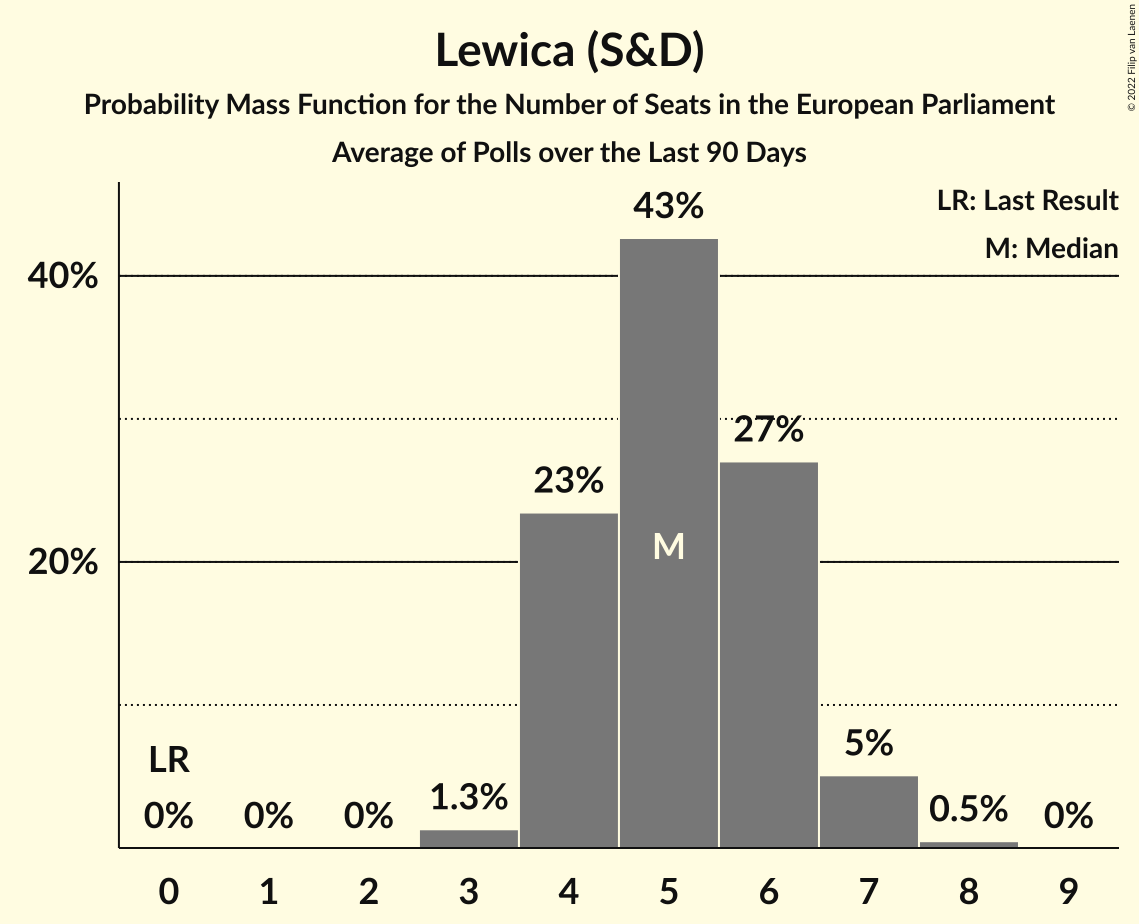 Lewica (S&D)
Probability Mass Function for the Number of Seats in the European Parliament
Average of Polls over the Last 90 Days
© 2022 Filip van Laenen
LR: Last Result
M: Median
43%
40%
27%
23%
M
20%
5%
LR
1.3%
0.5%
0% 0% 0% 0%
0 1 2 3 4 5 6 7 8 9